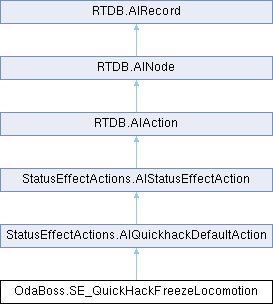 RTDB.AIRecord
RTDB.AINode
RTDB.AIAction
StatusEffectActions.AIStatusEffectAction
StatusEffectActions.AIQuickhackDefaultAction
OdaBoss.SE_QuickHackFreezeLocomotion